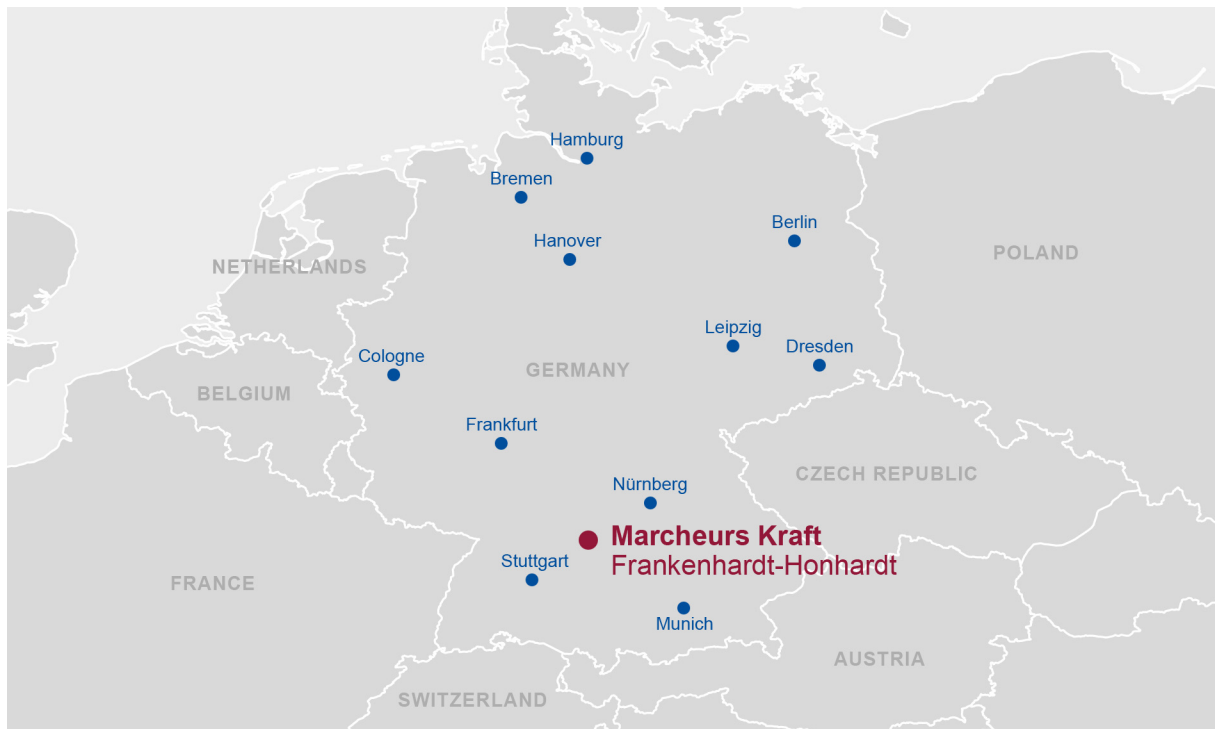 Hamburg
Bremen
Berlin
Hanover
POLAND
NETHERLANDS
Leipzig
Dresden
Cologne
GERMANY
BELGIUM
Frankfurt
CZECH REPUBLIC
Nürnberg
Marcheurs Kraft
Frankenhardt-Honhardt
Stuttgart
FRANCE
Munich
AUSTRIA
SWITZERLAND